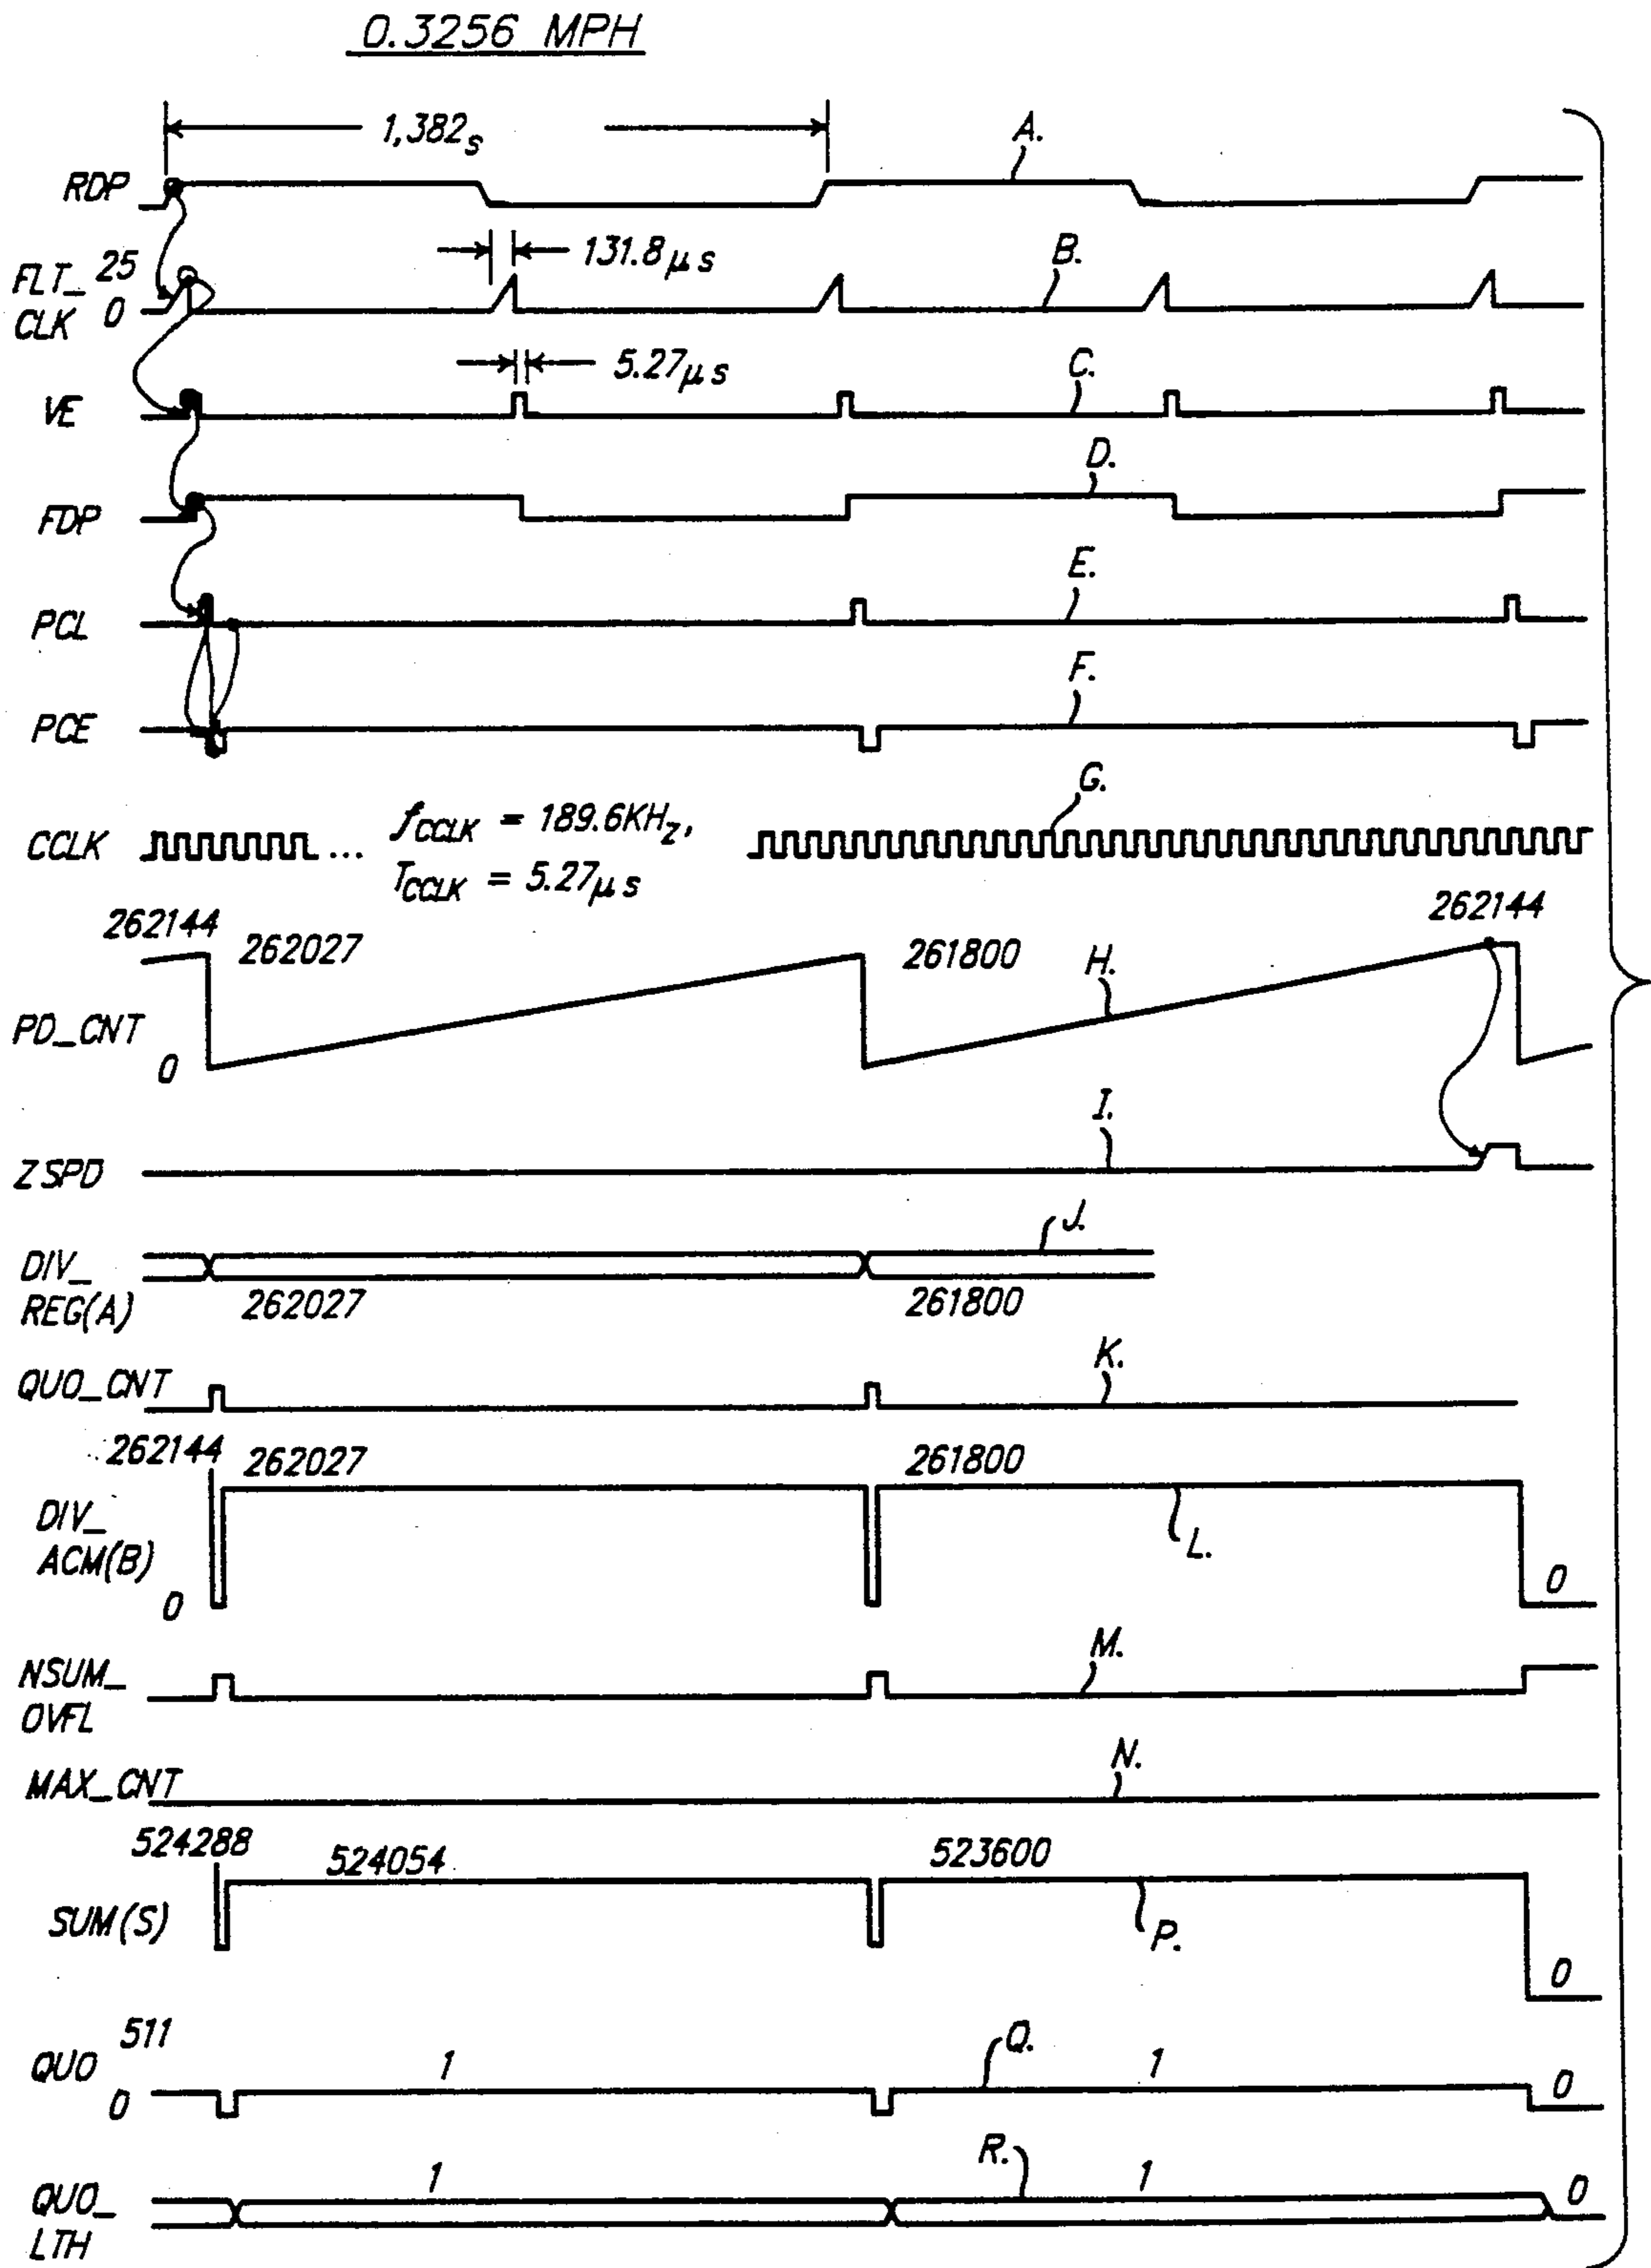 0.3256 MPH
1,382s
A.
RDP
131.8μs
B.
FLT_ 25
CLK 0
5.27μs
C.
VE
D.
FDP
E.
PCL
F.
PCE
G.
CCLK ... fCCLK = 189.6KHz,
TCCLK = 5.27μs
262144 262027 261800 262144
H.
PD_CNT
0
I.
ZSPD
J.
DIV_
REG(A) 262027 261800
K.
QUO_CNT
262144 262027 261800
DIV_
ACM(B) L.
0 0
NSUM_ M.
OVFL
MAX_CNT N.
524288 524054 523600
SUM(S) P.
0
511
QUO 1 Q. 1
0 0
R.
QUO_ 1 1 0
LTH